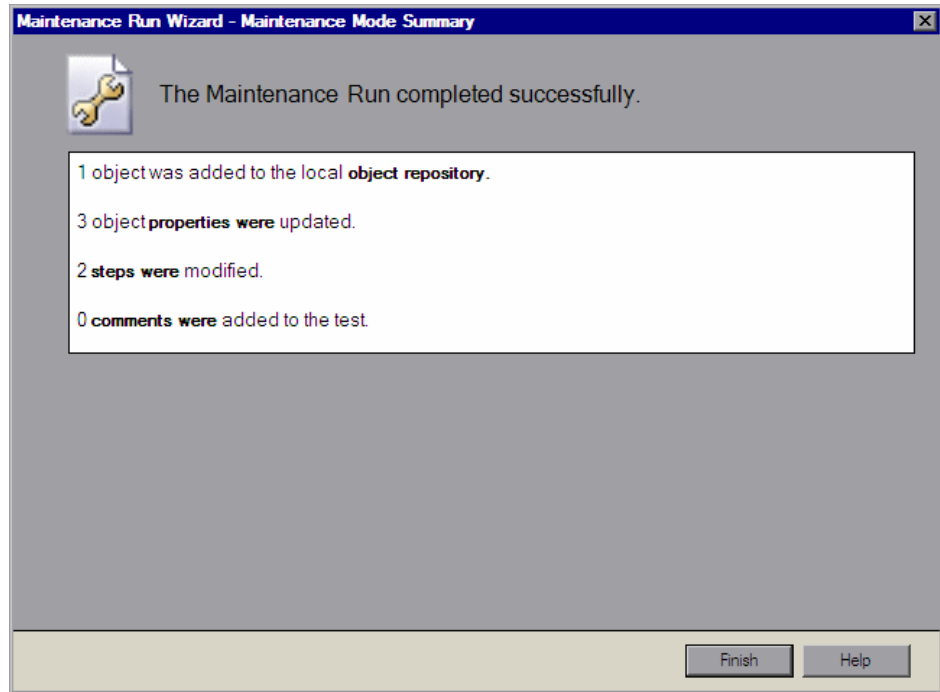 Maintenance Run Wizard - Maintenance Mode Summary
The Maintenance Run completed successfully.
1 object was added to the local object repository.
3 object properties were updated.
2 steps were modified.
0 comments were added to the test.
Finish Help